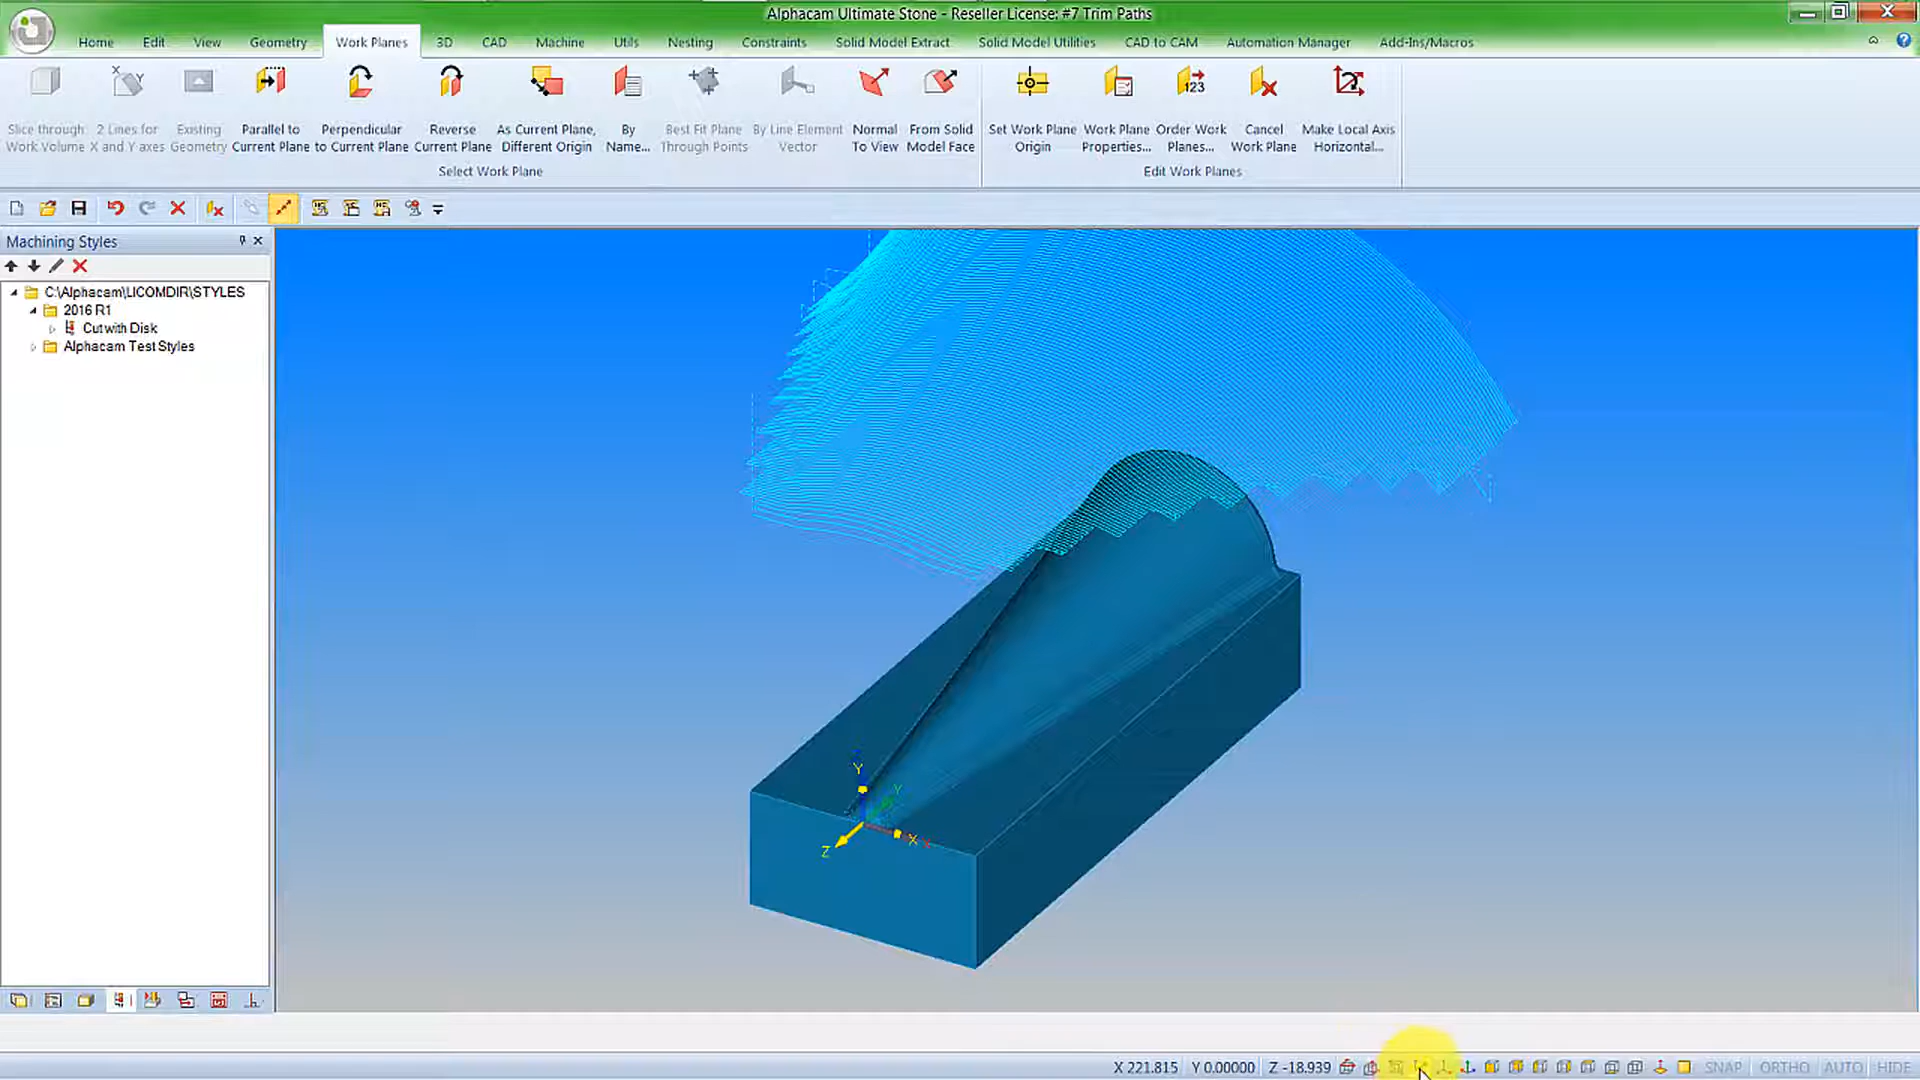 Alphacam Ultimate Stone - Reseller License: #7 Trim Paths
Home Edit View Geometry Work Planes 3D CAD Machine Utils Nesting Constraints Solid Model Extract Solid Model Utilities CAD to CAM Automation Manager Add-Ins/Macros
Slice through Work Volume
2 Lines for X and Y axes
Existing Geometry
Parallel to Current Plane
Perpendicular to Current Plane
Reverse Current Plane
As Current Plane, Different Origin
By Name...
Best Fit Plane Through Points
By Line Element Vector
Normal To View
From Solid Model Face
Set Work Plane Origin
Work Plane Properties...
Order Work Planes...
Cancel Work Plane
Make Local Axis Horizontal...
Select Work Plane
Edit Work Planes
Machining Styles
C:\Alphacam\LICOMDIR\STYLES
2016 R1
Cut with Disk
Alphacam Test Styles
Y
Y
X
Z
X 221.815 Y 0.00000 Z -18.939 SNAP ORTHO AUTO HIDE